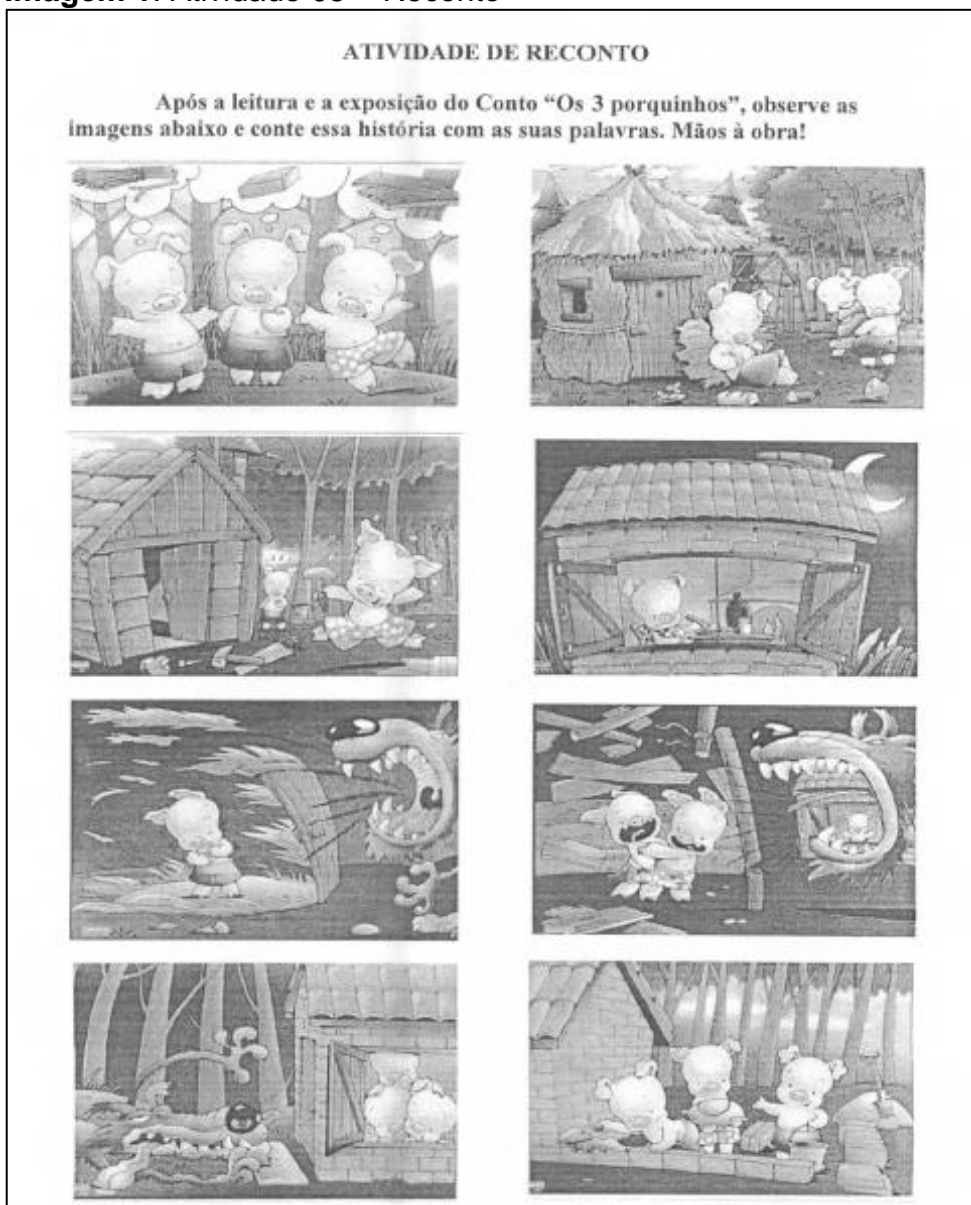 ATIVIDADE DE RECONTO
Após a leitura e a exposição do Conto “Os 3 porquinhos”, observe as
imagens abaixo e conte essa história com as suas palavras. Mãos à obra!